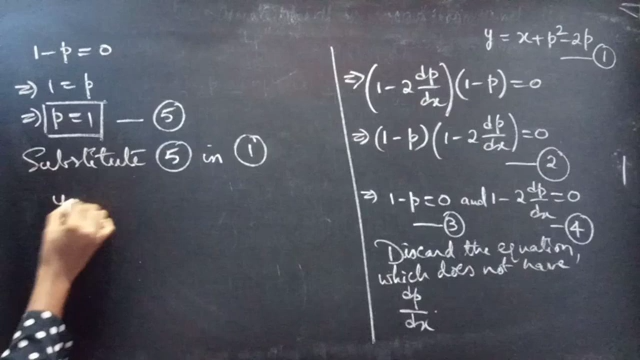 1-p=0
⇒ 1=p
⇒ p=1 — ⑤
Substitute ⑤ in ①
y
y = x+p²-2p
— ①
⇒ (1-2 dp/dx)(1-p)=0
⇒ (1-p)(1-2 dp/dx)=0
— ②
⇒ 1-p=0 and 1-2 dp/dx=0
— ③ — ④
Discard the equation,
which does not have
dp/dx.